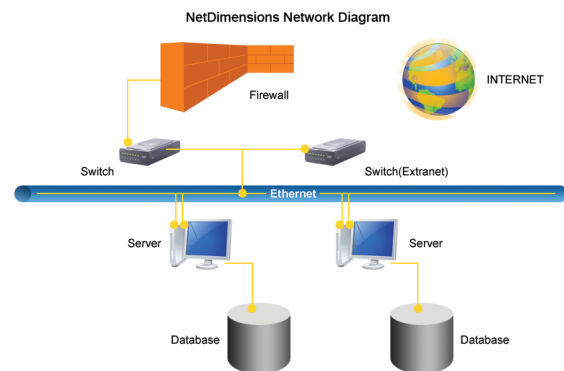 NetDimensions Network Diagram
Firewall
INTERNET
Switch
Switch(Extranet)
Ethernet
Server
Server
Database
Database